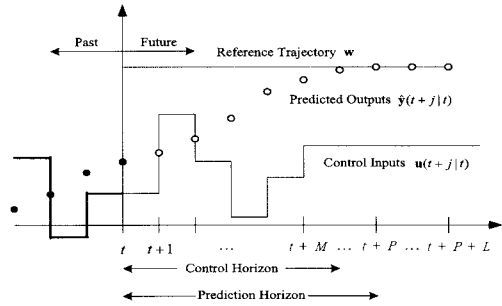 Past Future
Reference Trajectory w
Predicted Outputs ŷ(t + j|t)
Control Inputs u(t + j|t)
t t + 1 ... t + M ... t + P ... t + P + L
Control Horizon
Prediction Horizon